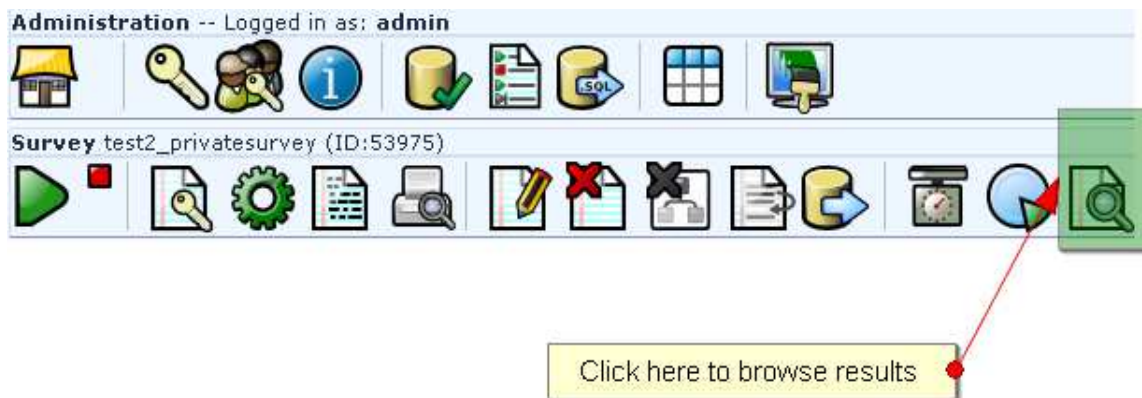 Administration -- Logged in as: admin
.SQL
Survey test2_privatesurvey (ID:53975)
Click here to browse results